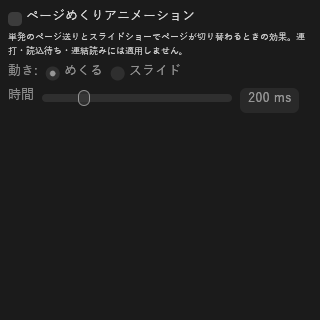 ページめくりアニメーション
単発のページ送りとスライドショーでページが切り替わるときの効果。連
打・読込待ち・連結読みには適用しません。
動き: めくる スライド
時間 200 ms